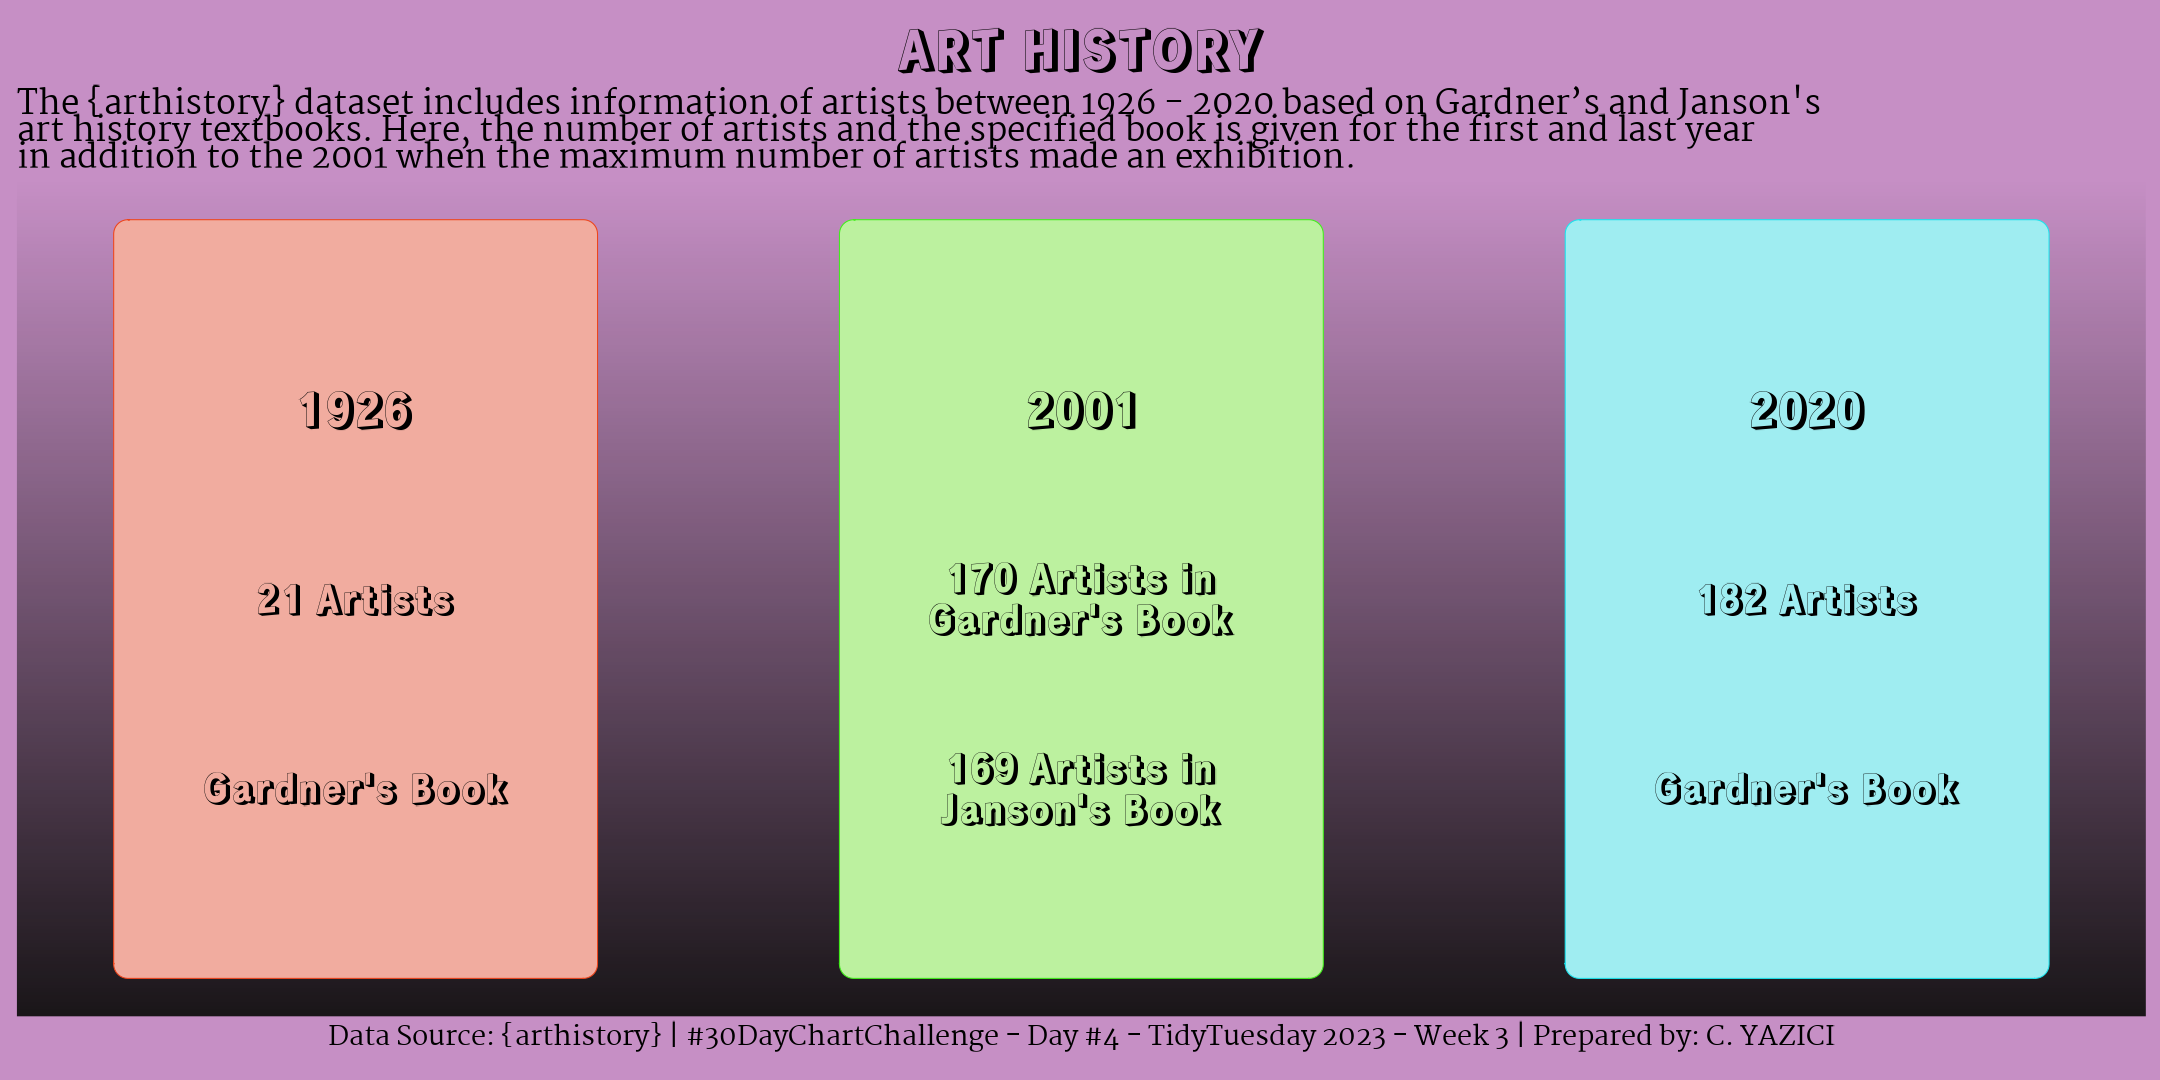 ART HISTORY
The {arthistory} dataset includes information of artists between 1926 - 2020 based on Gardner’s and Janson's
art history textbooks. Here, the number of artists and the specified book is given for the first and last year
in addition to the 2001 when the maximum number of artists made an exhibition.
1926
21 Artists
Gardner's Book
2001
170 Artists in
Gardner's Book
169 Artists in
Janson's Book
2020
182 Artists
Gardner's Book
Data Source: {arthistory} | #30DayChartChallenge - Day #4 - TidyTuesday 2023 - Week 3 | Prepared by: C. YAZICI